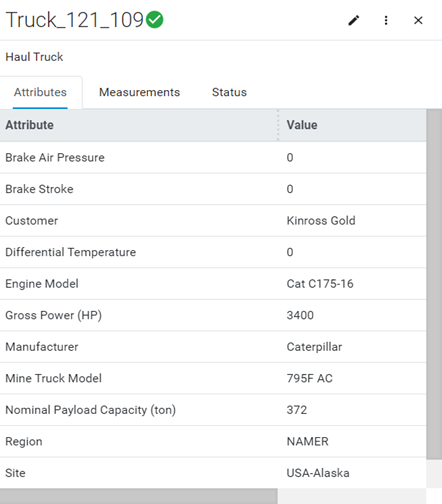 Truck_121_109
Haul Truck
Attributes Measurements Status
Attribute Value
Brake Air Pressure 0
Brake Stroke 0
Customer Kinross Gold
Differential Temperature 0
Engine Model Cat C175-16
Gross Power (HP) 3400
Manufacturer Caterpillar
Mine Truck Model 795F AC
Nominal Payload Capacity (ton) 372
Region NAMER
Site USA-Alaska